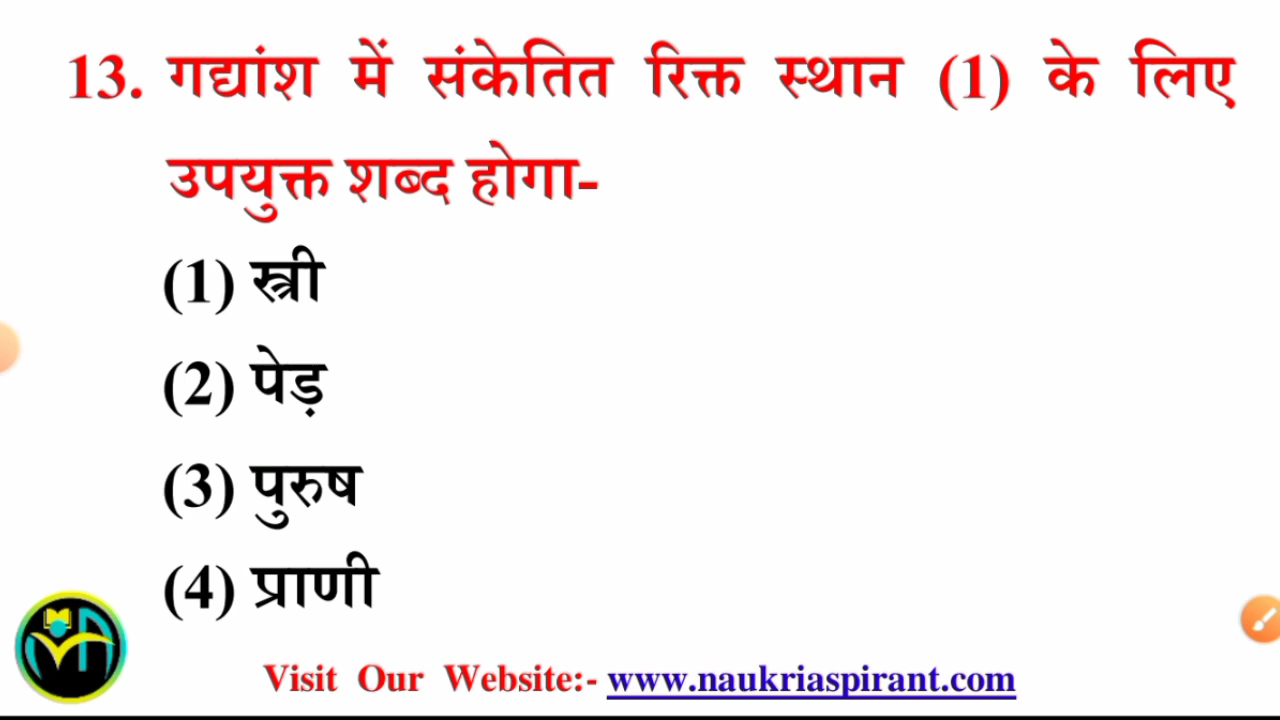 13. गद्यांश में संकेतित रिक्त स्थान (1) के लिए
उपयुक्त शब्द होगा-
(1) स्त्री
(2) पेड़
(3) पुरुष
(4) प्राणी
Visit Our Website:- www.naukriaspirant.com